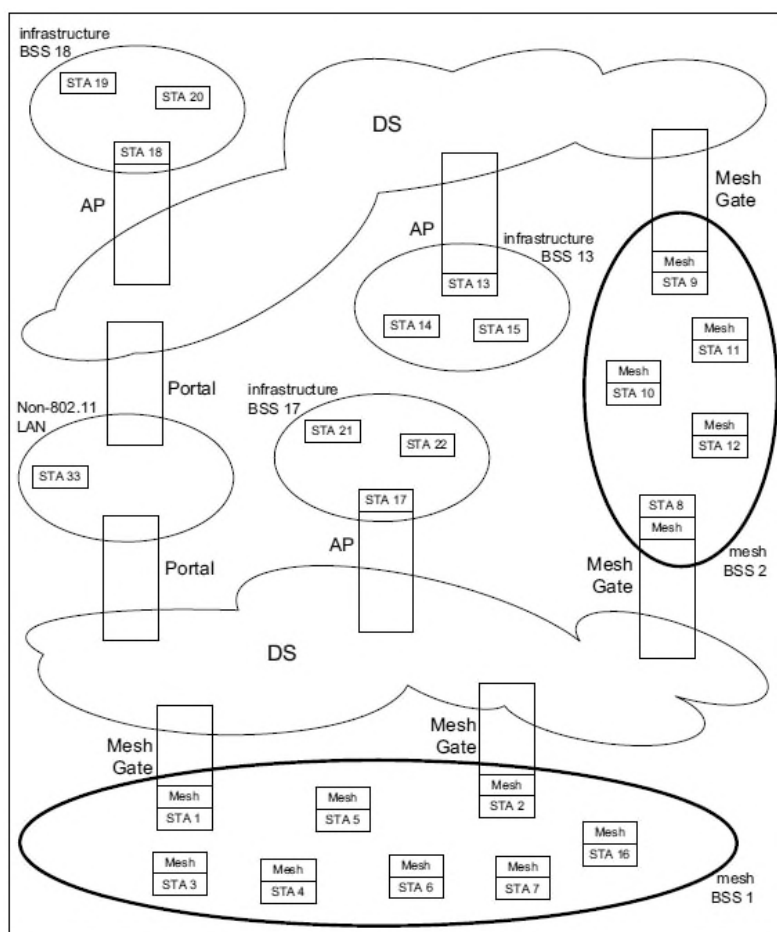 infrastructure
BSS 18
STA 19
STA 20
STA 18
AP
DS
Mesh
Gate
AP
infrastructure
BSS 13
STA 13
STA 14
STA 15
Mesh
STA 9
Mesh
STA 11
Mesh
STA 10
Mesh
STA 12
STA 8
Mesh
mesh
BSS 2
Mesh
Gate
Portal
Non-802.11
LAN
STA 33
Portal
infrastructure
BSS 17
STA 21
STA 22
STA 17
AP
DS
Mesh
Gate
Mesh
Gate
Mesh
STA 1
Mesh
STA 5
Mesh
STA 2
Mesh
STA 16
Mesh
STA 3
Mesh
STA 4
Mesh
STA 6
Mesh
STA 7
mesh
BSS 1